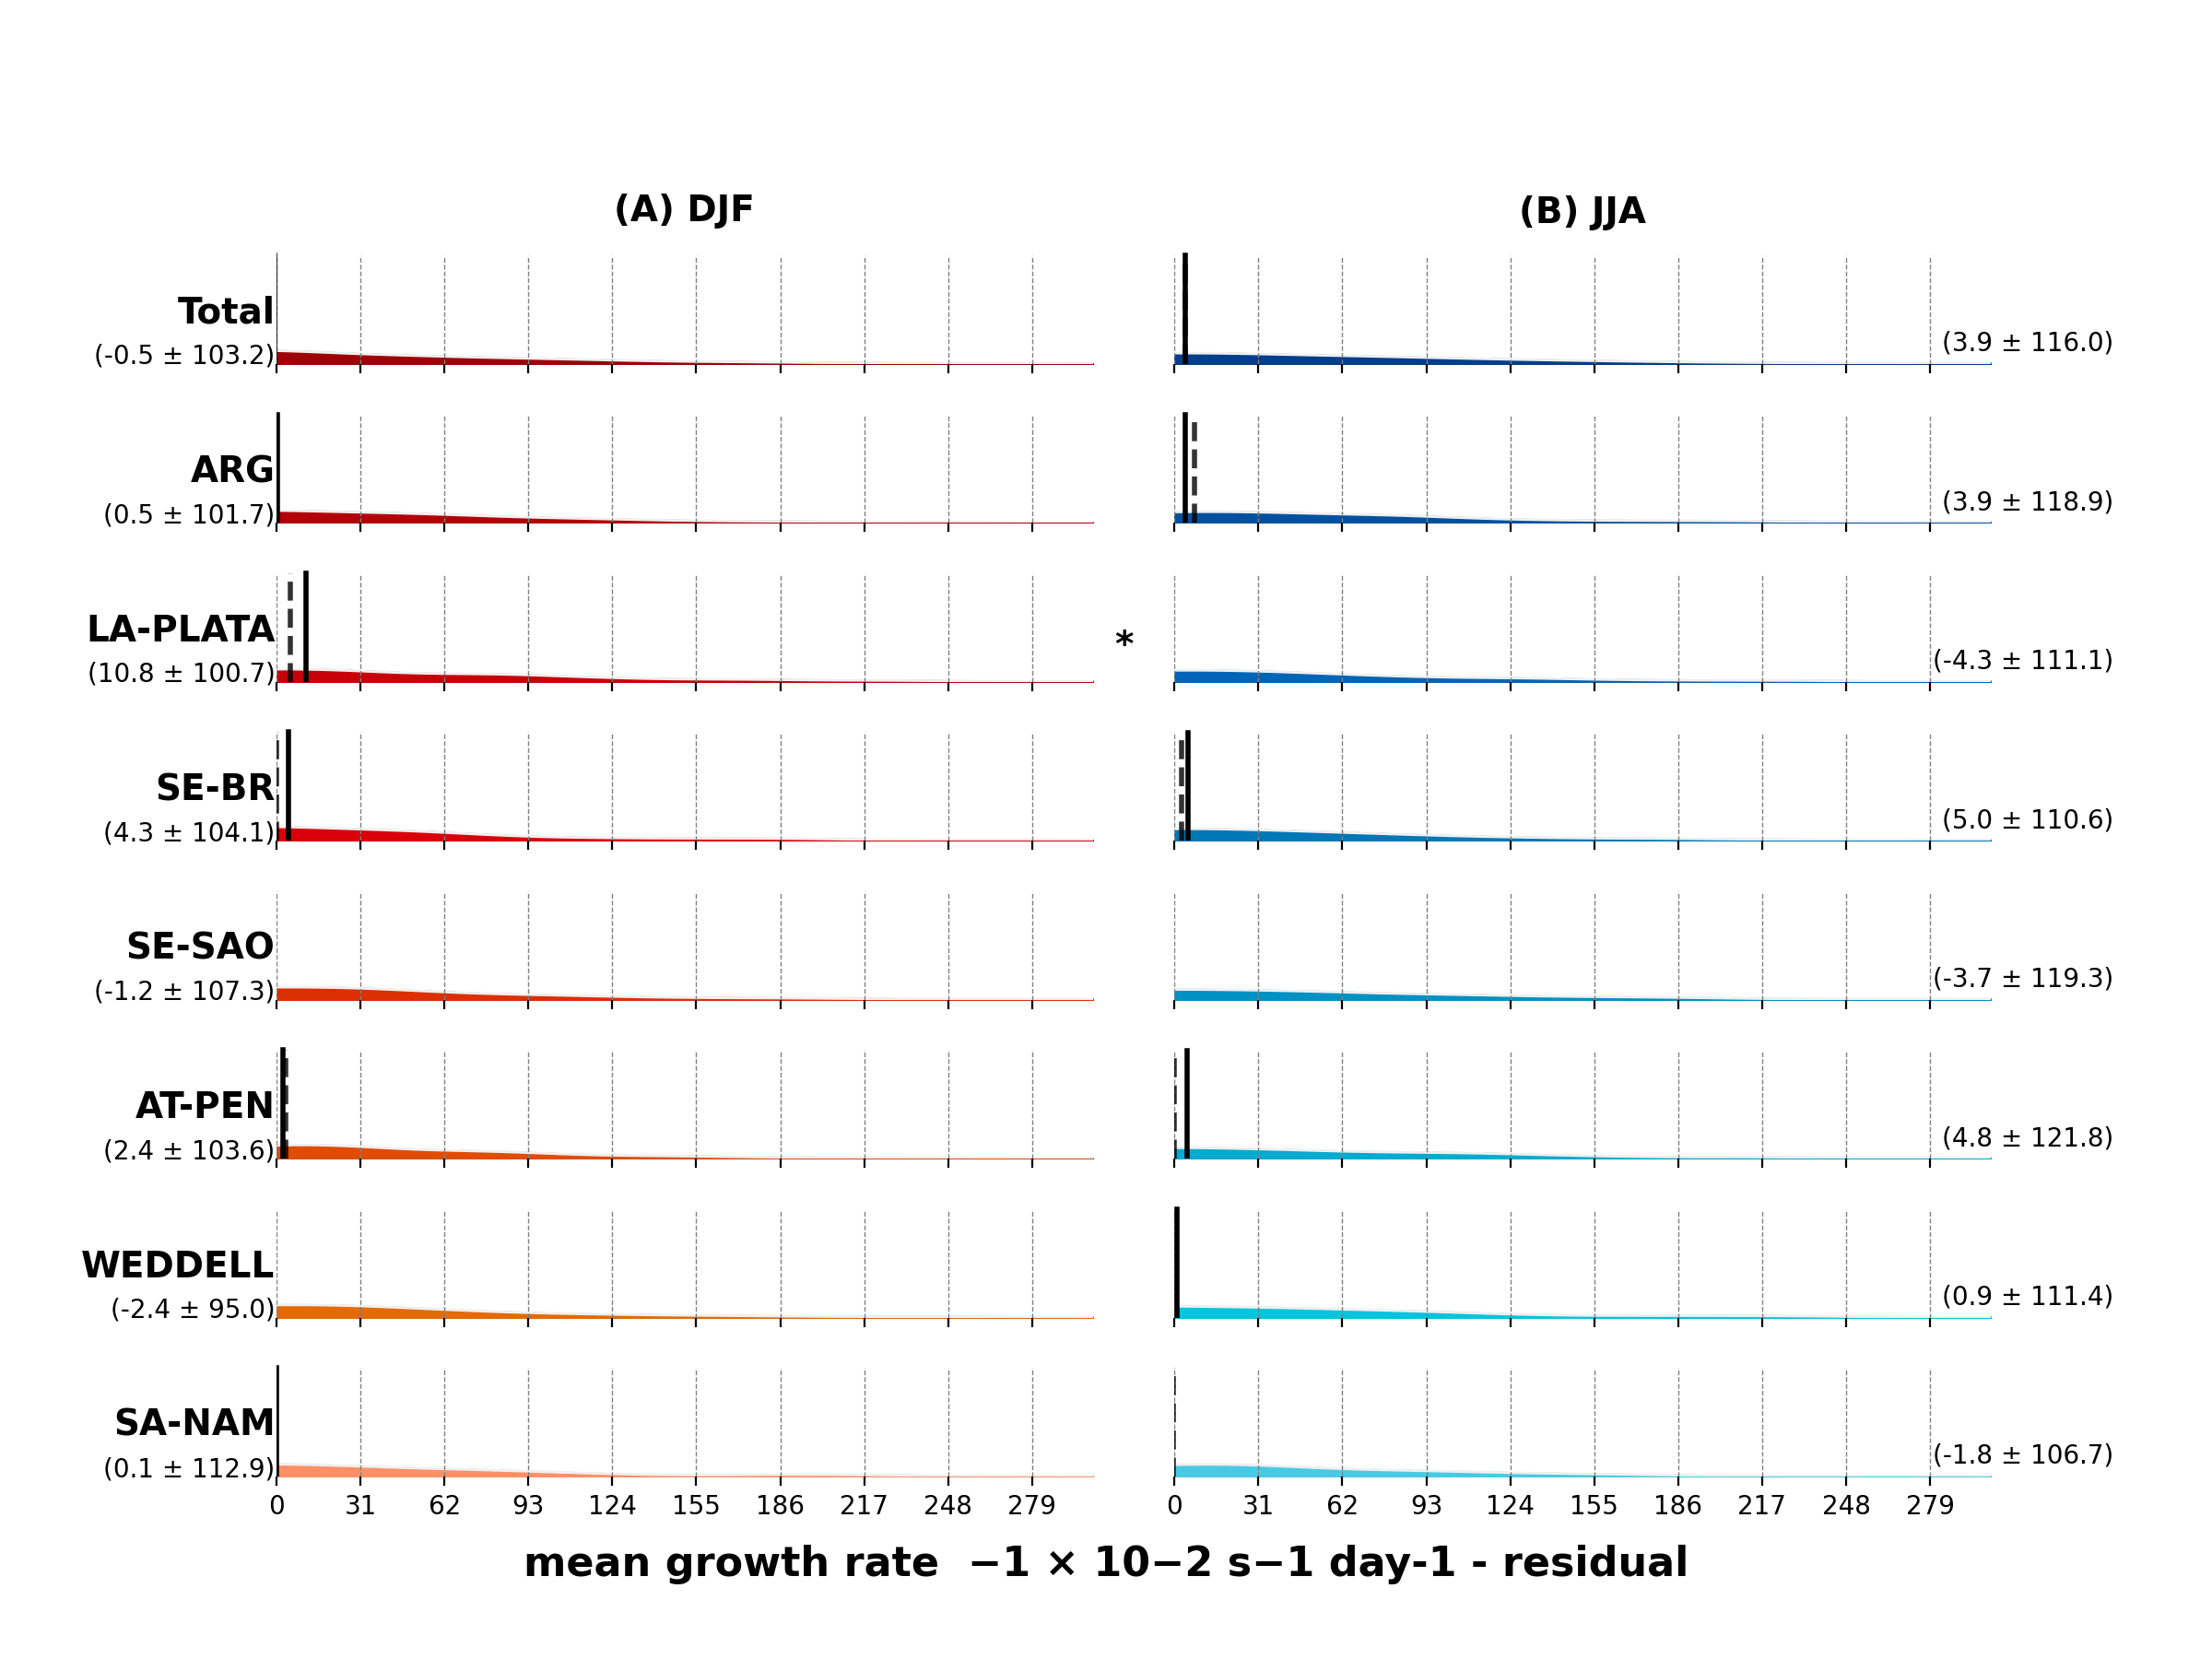 (A) DJF (B) JJA
Total
(-0.5 ± 103.2) (3.9 ± 116.0)
ARG
(0.5 ± 101.7) (3.9 ± 118.9)
LA-PLATA *
(10.8 ± 100.7) (-4.3 ± 111.1)
SE-BR
(4.3 ± 104.1) (5.0 ± 110.6)
SE-SAO
(-1.2 ± 107.3) (-3.7 ± 119.3)
AT-PEN
(2.4 ± 103.6) (4.8 ± 121.8)
WEDDELL
(-2.4 ± 95.0) (0.9 ± 111.4)
SA-NAM
(0.1 ± 112.9) (-1.8 ± 106.7)
0 31 62 93 124 155 186 217 248 279 0 31 62 93 124 155 186 217 248 279
mean growth rate −1 × 10−2 s−1 day-1 - residual